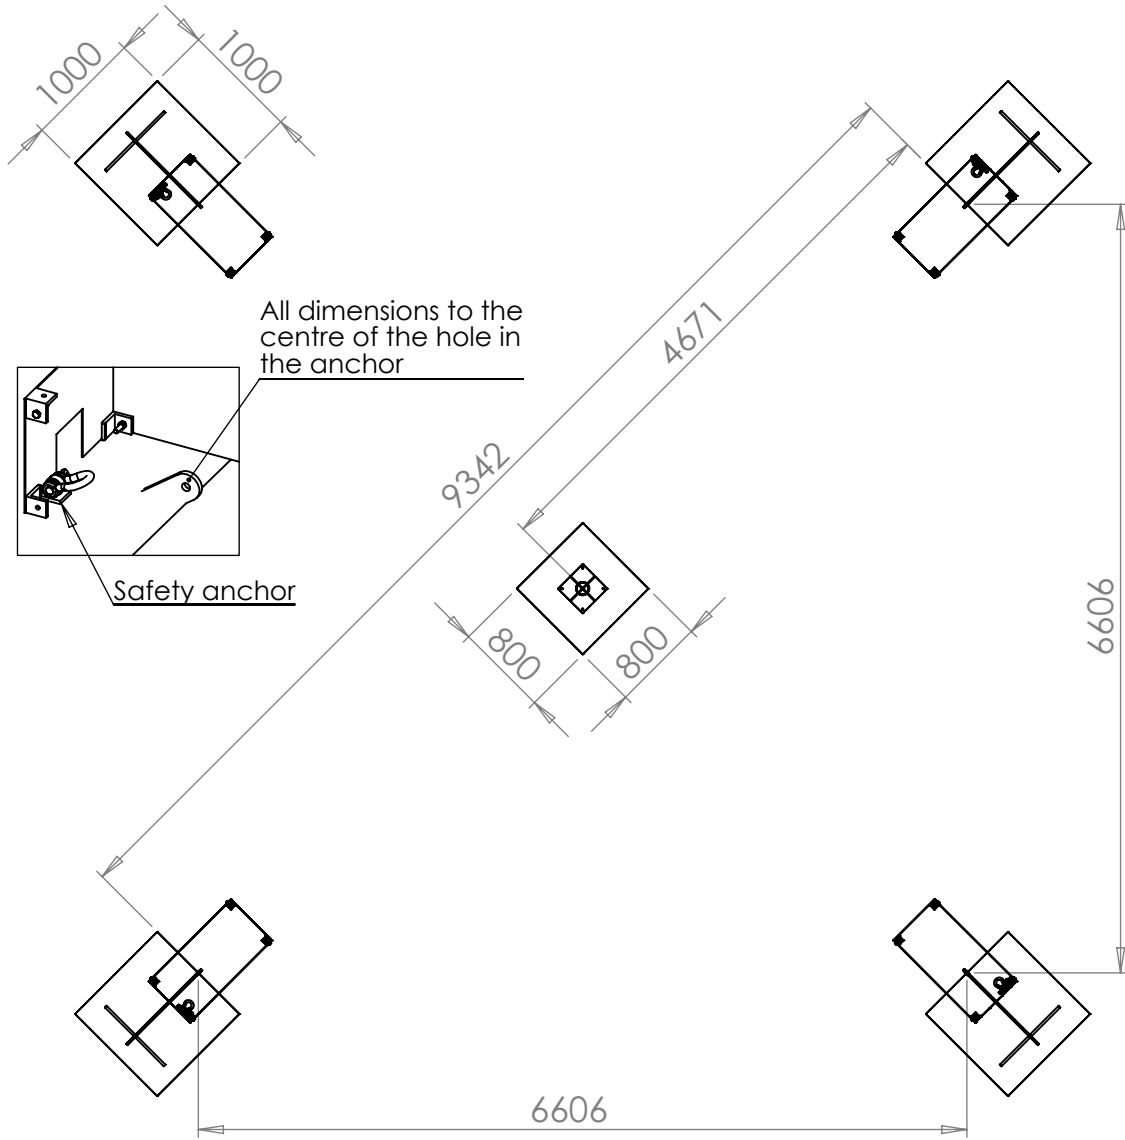 1000
1000
All dimensions to the
centre of the hole in
the anchor
4671
9342
Safety anchor
800
800
6606
6606